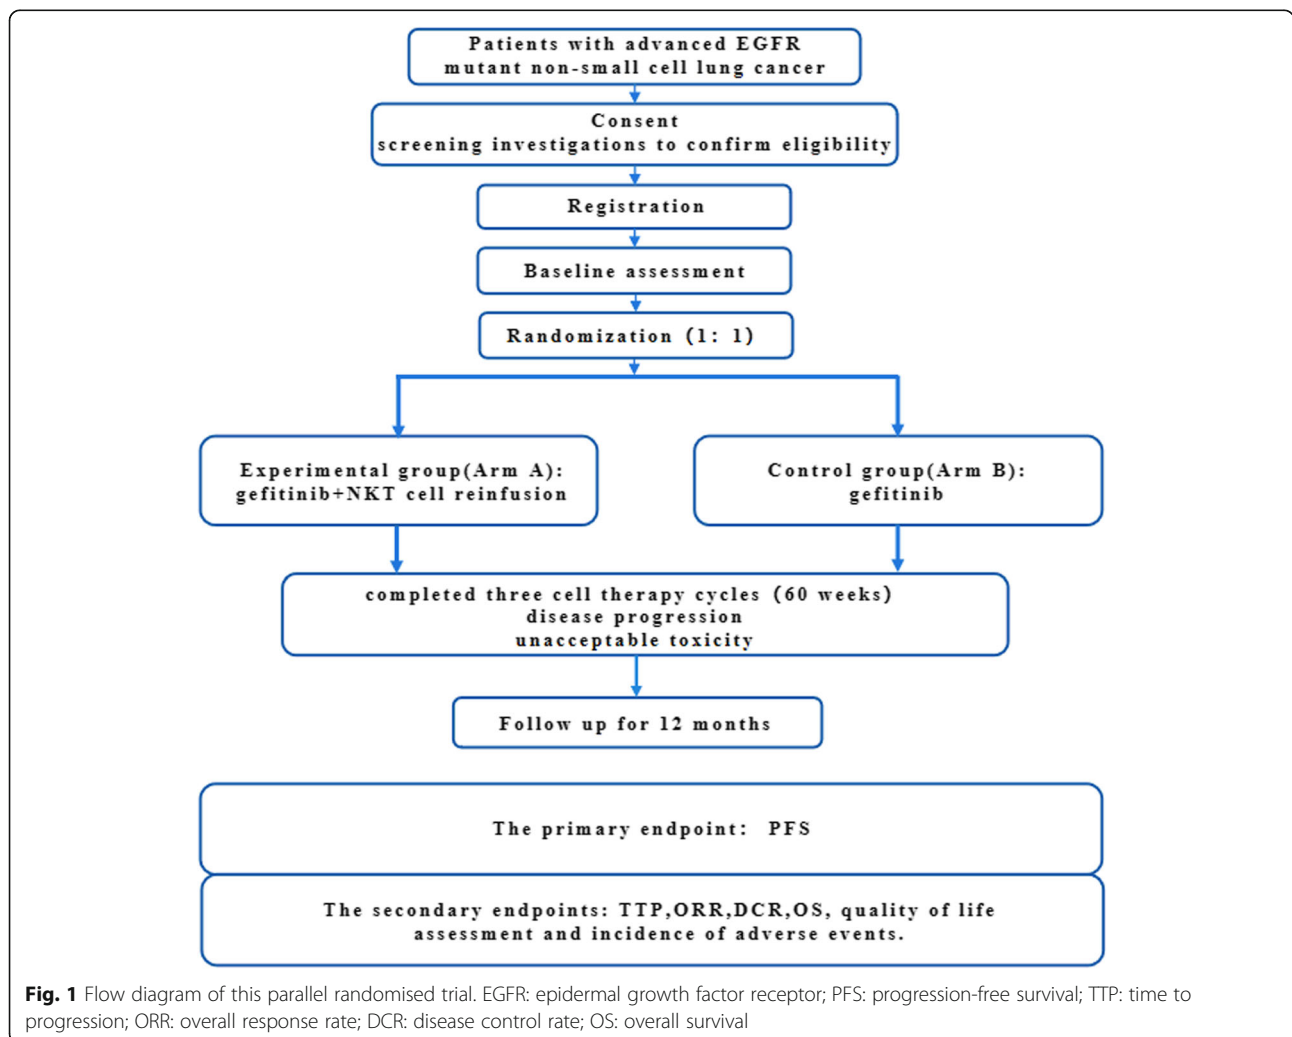 Patients with advanced EGFR
mutant non-small cell lung cancer
Consent
screening investigations to confirm eligibility
Registration
Baseline assessment
Randomization (1: 1)
Experimental group(Arm A):
gefitinib+NKT cell reinfusion
Control group(Arm B):
gefitinib
completed three cell therapy cycles (60 weeks)
disease progression
unacceptable toxicity
Follow up for 12 months
The primary endpoint: PFS
The secondary endpoints: TTP,ORR,DCR,OS, quality of life
assessment and incidence of adverse events.
Fig. 1 Flow diagram of this parallel randomised trial. EGFR: epidermal growth factor receptor; PFS: progression-free survival; TTP: time to
progression; ORR: overall response rate; DCR: disease control rate; OS: overall survival